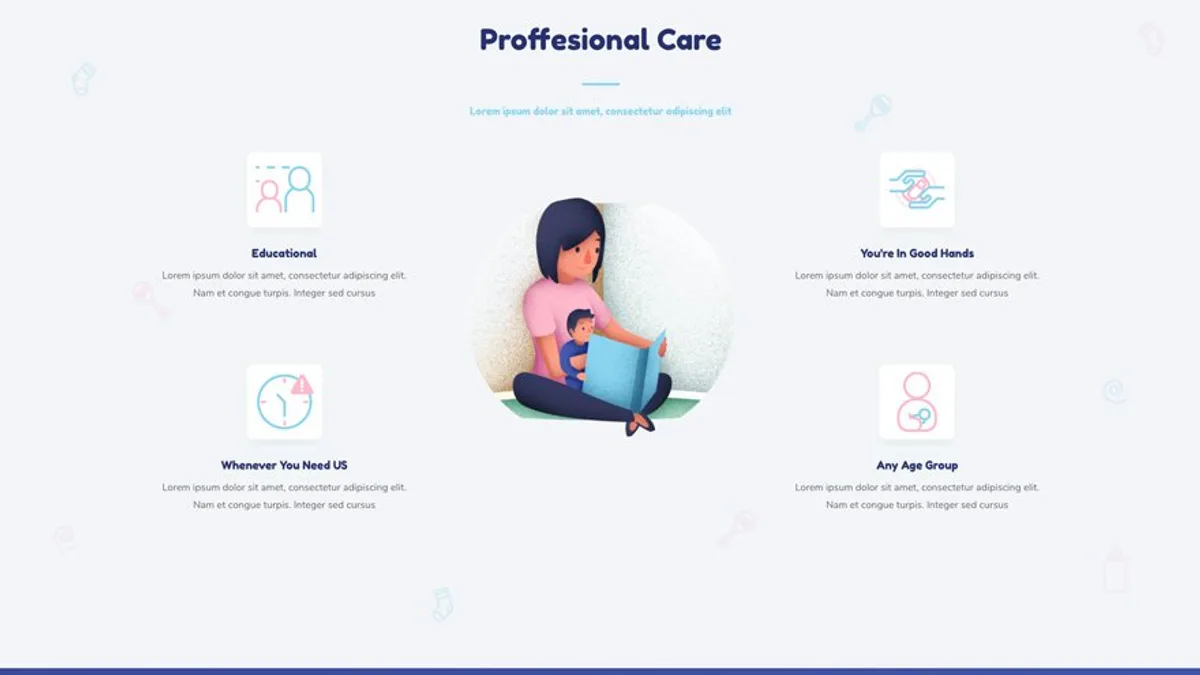 Proffesional Care
Lorem ipsum dolor sit amet, consectetur adipiscing elit
Educational
Lorem ipsum dolor sit amet, consectetur adipiscing elit.
Nam et congue turpis. Integer sed cursus
You're In Good Hands
Lorem ipsum dolor sit amet, consectetur adipiscing elit.
Nam et congue turpis. Integer sed cursus
Whenever You Need US
Lorem ipsum dolor sit amet, consectetur adipiscing elit.
Nam et congue turpis. Integer sed cursus
Any Age Group
Lorem ipsum dolor sit amet, consectetur adipiscing elit.
Nam et congue turpis. Integer sed cursus